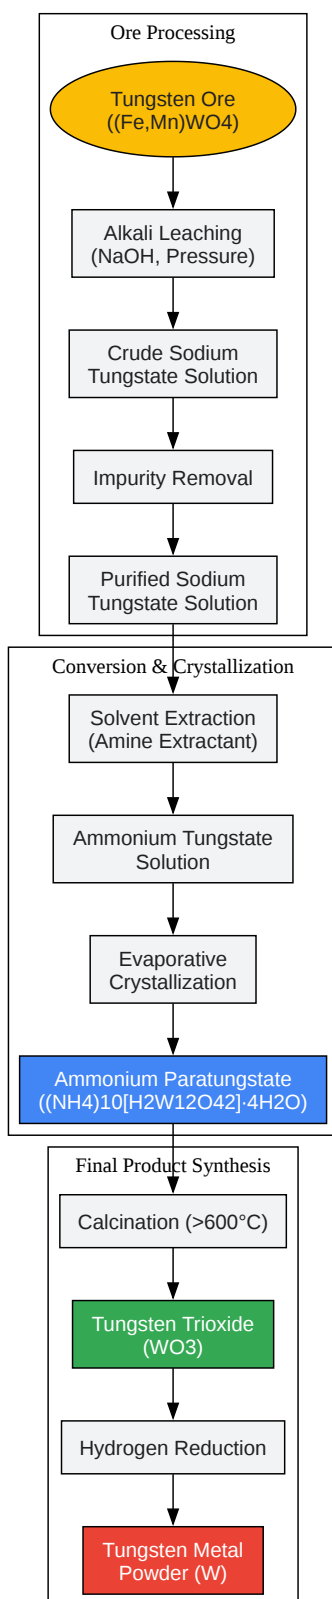 Ore Processing
Tungsten Ore
((Fe,Mn)WO4)
Alkali Leaching
(NaOH, Pressure)
Crude Sodium
Tungstate Solution
Impurity Removal
Purified Sodium
Tungstate Solution
Conversion & Crystallization
Solvent Extraction
(Amine Extractant)
Ammonium Tungstate
Solution
Evaporative
Crystallization
Ammonium Paratungstate
((NH4)10[H2W12O42]·4H2O)
Final Product Synthesis
Calcination (>600°C)
Tungsten Trioxide
(WO3)
Hydrogen Reduction
Tungsten Metal
Powder (W)